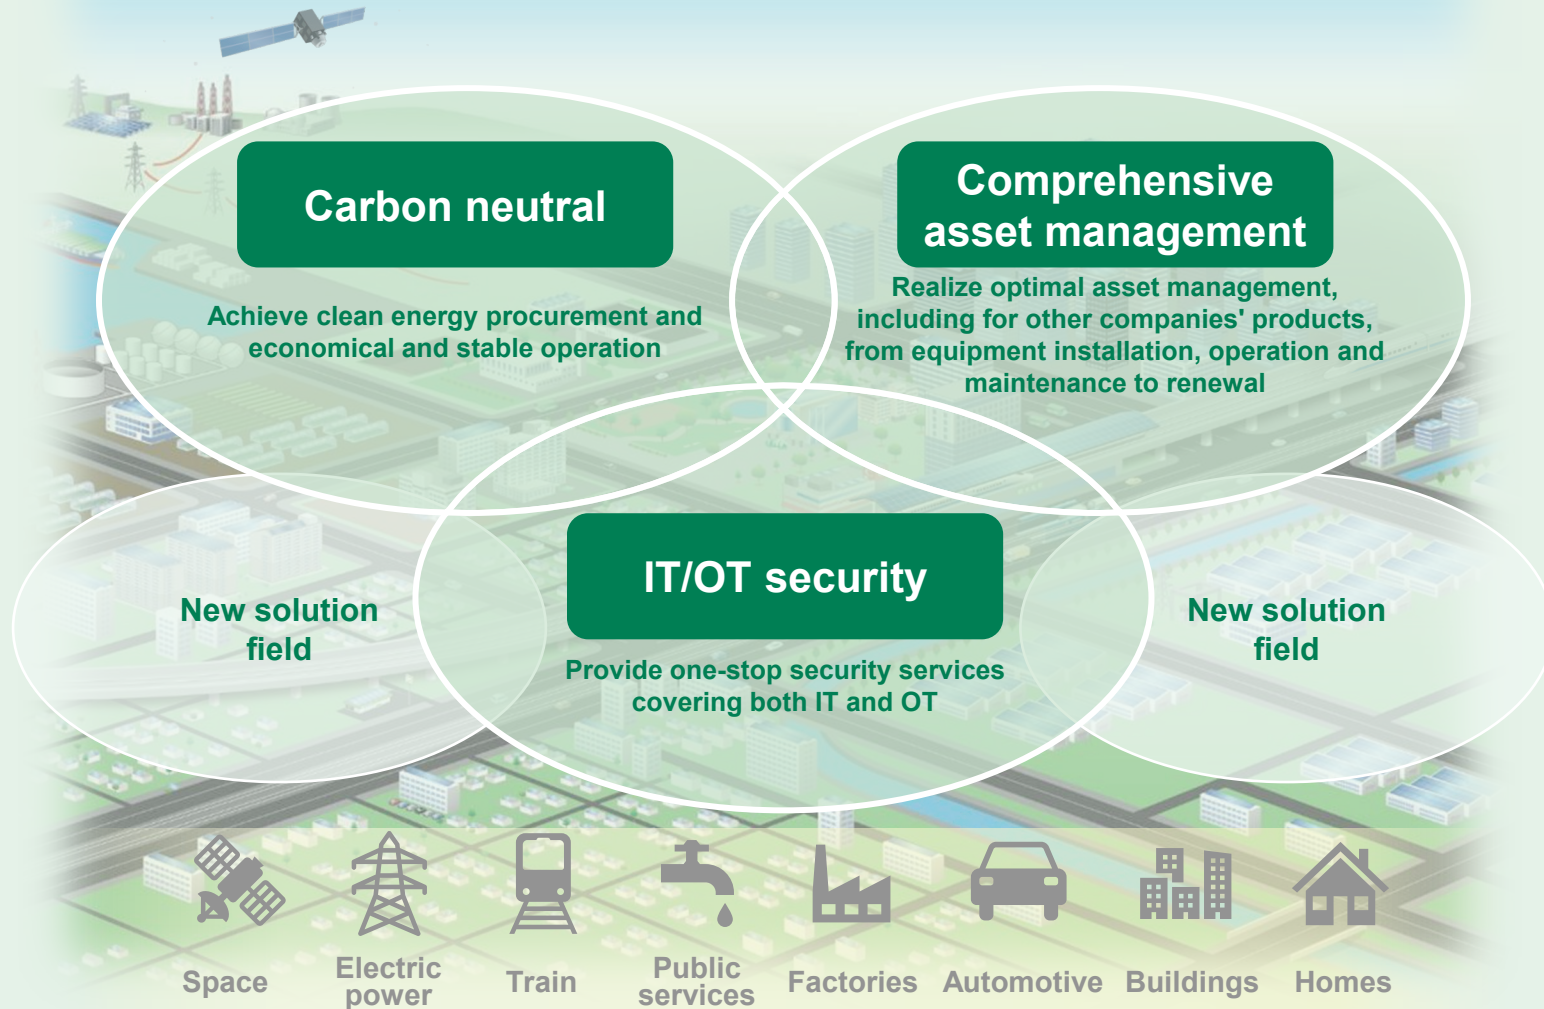 Carbon neutral
Achieve clean energy procurement and
economical and stable operation
Comprehensive
asset management
Realize optimal asset management,
including for other companies' products,
from equipment installation, operation and
maintenance to renewal
New solution
field
IT/OT security
Provide one-stop security services
covering both IT and OT
New solution
field
Space
Electric
power
Train
Public
services
Factories
Automotive
Buildings
Homes